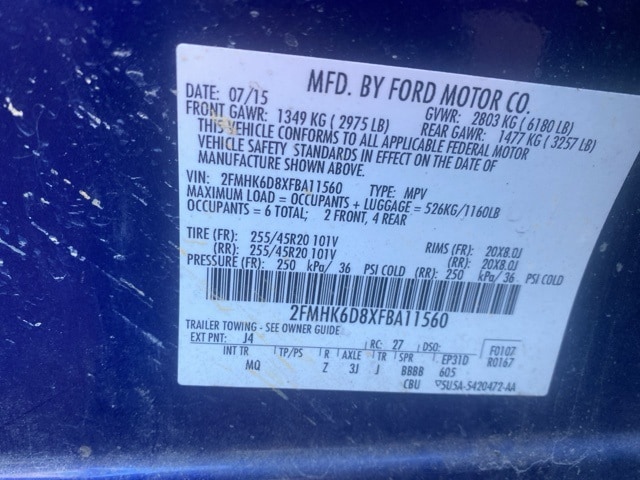 MFD. BY FORD MOTOR CO.
DATE: 07/15 GVWR: 2803 KG ( 6180 LB)
FRONT GAWR: 1349 KG ( 2975 LB) REAR GAWR: 1477 KG ( 3257 LB)
THIS VEHICLE CONFORMS TO ALL APPLICABLE FEDERAL MOTOR
VEHICLE SAFETY STANDARDS IN EFFECT ON THE DATE OF
MANUFACTURE SHOWN ABOVE.
VIN: 2FMHK6D8XFBA11560 TYPE: MPV
MAXIMUM LOAD = OCCUPANTS + LUGGAGE = 526KG/1160LB
OCCUPANTS = 6 TOTAL; 2 FRONT, 4 REAR
TIRE (FR): 255/45R20 101V RIMS (FR): 20X8.0J
(RR): 255/45R20 101V (RR): 20X8.0J
PRESSURE (FR): 250 kPa/ 36 PSI COLD (RR): 250 kPa/ 36 PSI COLD
2FMHK6D8XFBA11560
TRAILER TOWING - SEE OWNER GUIDE
EXT PNT: J4 RC: 27 DSO: F0107
INT TR TP/PS R AXLE TR SPR EP31D R0167
MQ Z 3J J BBBB 605
CBU 5U5A-5420472-AA